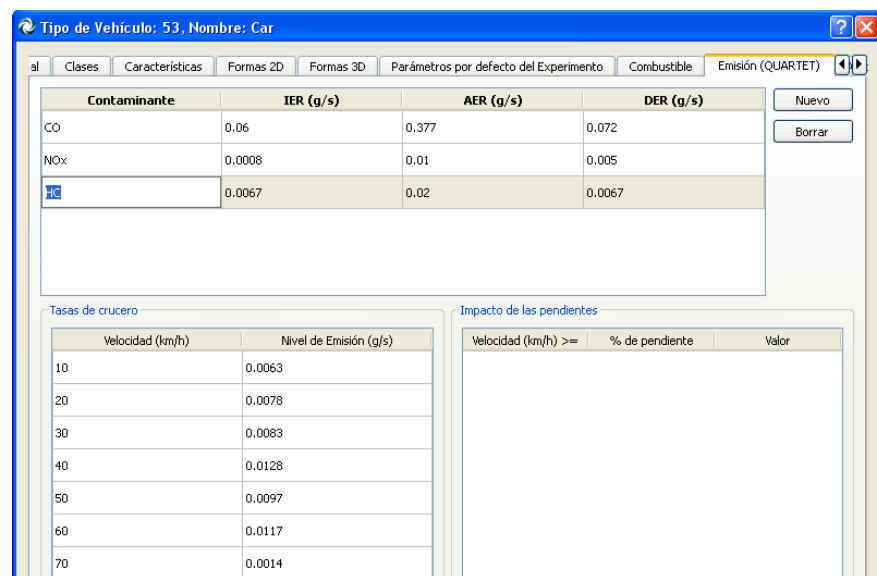 Tipo de Vehículo: 53, Nombre: Car
al Clases Características Formas 2D Formas 3D Parámetros por defecto del Experimento Combustible Emisión (QUARTET)
Contaminante IER (g/s) AER (g/s) DER (g/s) Nuevo
CO 0.06 0.377 0.072 Borrar
NOx 0.0008 0.01 0.005
HC 0.0067 0.02 0.0067
Tasas de crucero Impacto de las pendientes
Velocidad (km/h) Nivel de Emisión (g/s) Velocidad (km/h) >= % de pendiente Valor
10 0.0063
20 0.0078
30 0.0083
40 0.0128
50 0.0097
60 0.0117
70 0.0014